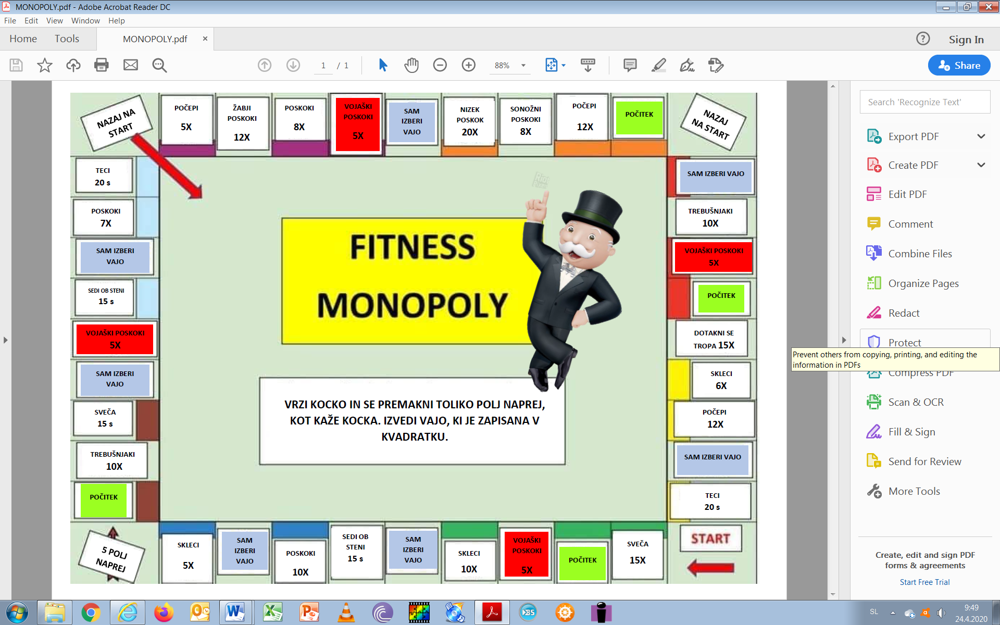 MONOPOLY.pdf - Adobe Acrobat Reader DC
File Edit View Window Help
Home Tools MONOPOLY.pdf × ? Sign In
1 / 1 88% Share
NAZAJ NA
START
POČEPI
5X
ŽABJI
POSKOKI
12X
POSKOKI
8X
VOJAŠKI
POSKOKI
5X
SAM
IZBERI
VAJO
NIZEK
POSKOK
20X
SONOŽNI
POSKOKI
8X
POČEPI
12X
POČITEK
NAZAJ
NA START
TECI
20 s
POSKOKI
7X
SAM IZBERI
VAJO
SEDI OB STENI
15 s
VOJAŠKI POSKOKI
5X
SAM IZBERI
VAJO
SVEČA
15 s
TREBUŠNJAKI
10X
POČITEK
5 POLJ
NAPREJ
FITNESS
MONOPOLY
VRZI KOCKO IN SE PREMAKNI TOLIKO POLJ NAPREJ,
KOT KAŽE KOCKA. IZVEDI VAJO, KI JE ZAPISANA V
KVADRATKU.
SAM IZBERI VAJO
TREBUŠNJAKI
10X
VOJAŠKI POSKOKI
5X
POČITEK
DOTAKNI SE
TROPA 15X
SKLECI
6X
POČEPI
12X
SAM IZBERI VAJO
TECI
20 s
SKLECI
5X
SAM
IZBERI
VAJO
POSKOKI
10X
SEDI OB
STENI
15 s
SAM
IZBERI
VAJO
SKLECI
10X
VOJAŠKI
POSKOKI
5X
POČITEK
SVEČA
15X
START
Search 'Recognize Text'
Export PDF
Create PDF
Edit PDF
Comment
Combine Files
Organize Pages
Redact
Protect
Prevent others from copying, printing, and editing the
information in PDFs
Compress PDF
Scan & OCR
Fill & Sign
Send for Review
More Tools
Create, edit and sign PDF
forms & agreements
Start Free Trial
SL
9:49
24.4.2020